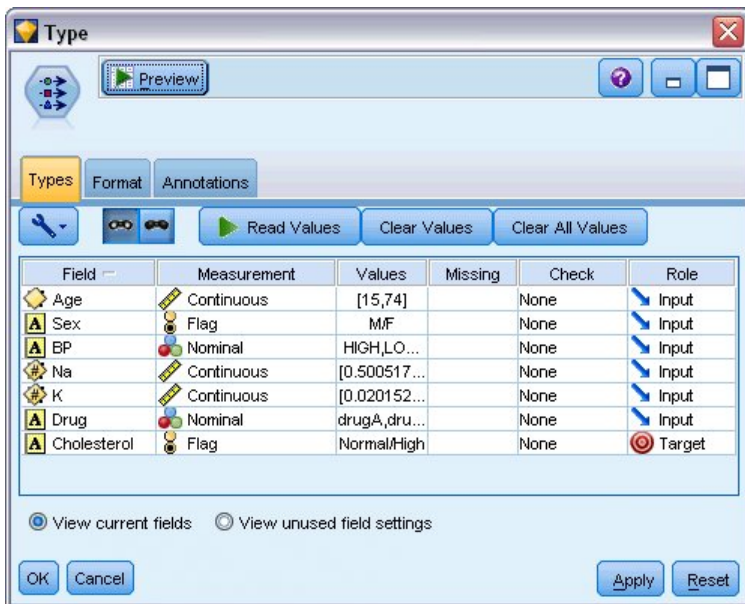 Type
Preview
Types Format Annotations
Read Values Clear Values Clear All Values
Field Measurement Values Missing Check Role
Age Continuous [15,74] None Input
A Sex Flag M/F None Input
A BP Nominal HIGH,LO... None Input
# Na Continuous [0.500517... None Input
# K Continuous [0.020152... None Input
A Drug Nominal drugA,dru... None Input
A Cholesterol Flag Normal/High None Target
View current fields View unused field settings
OK Cancel Apply Reset